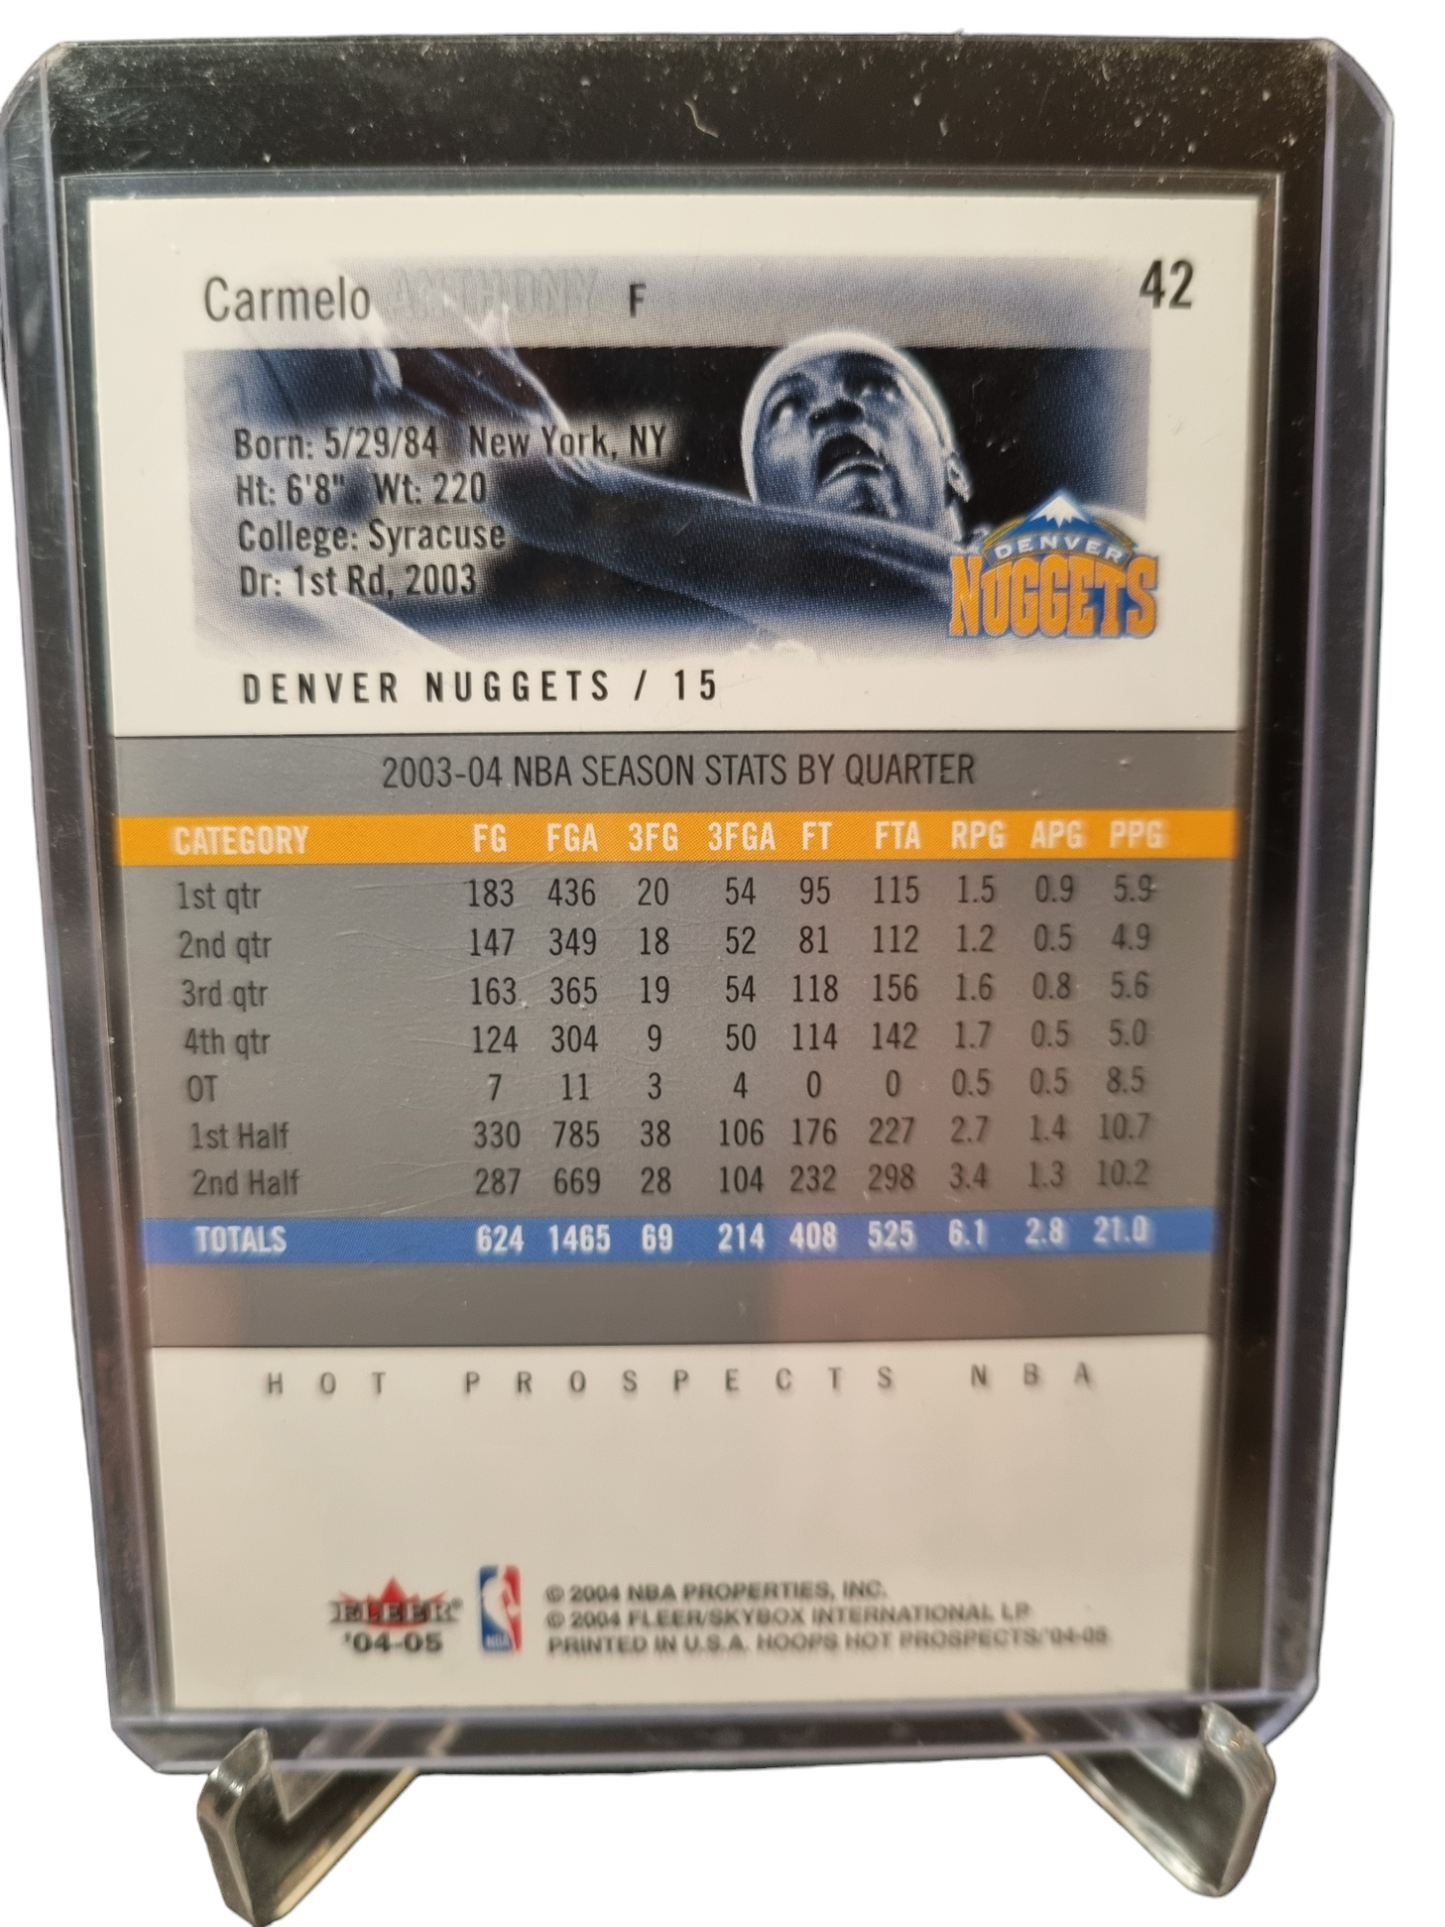 Carmelo ANTHONY F
42
Born: 5/29/84 New York, NY
Ht: 6'8" Wt: 220
College: Syracuse
Dr: 1st Rd, 2003
DENVER
NUGGETS
DENVER NUGGETS / 15
2003-04 NBA SEASON STATS BY QUARTER
CATEGORY FG FGA 3FG 3FGA FT FTA RPG APG PPG
1st qtr 183 436 20 54 95 115 1.5 0.9 5.9
2nd qtr 147 349 18 52 81 112 1.2 0.5 4.9
3rd qtr 163 365 19 54 118 156 1.6 0.8 5.6
4th qtr 124 304 9 50 114 142 1.7 0.5 5.0
OT 7 11 3 4 0 0 0.5 0.5 8.5
1st Half 330 785 38 106 176 227 2.7 1.4 10.7
2nd Half 287 669 28 104 232 298 3.4 1.3 10.2
TOTALS 624 1465 69 214 408 525 6.1 2.8 21.0
HOT PROSPECTS NBA
FLEER®
'04-05
NBA
© 2004 NBA PROPERTIES, INC.
© 2004 FLEER/SKYBOX INTERNATIONAL LP
PRINTED IN U.S.A. HOOPS HOT PROSPECTS/'04-05